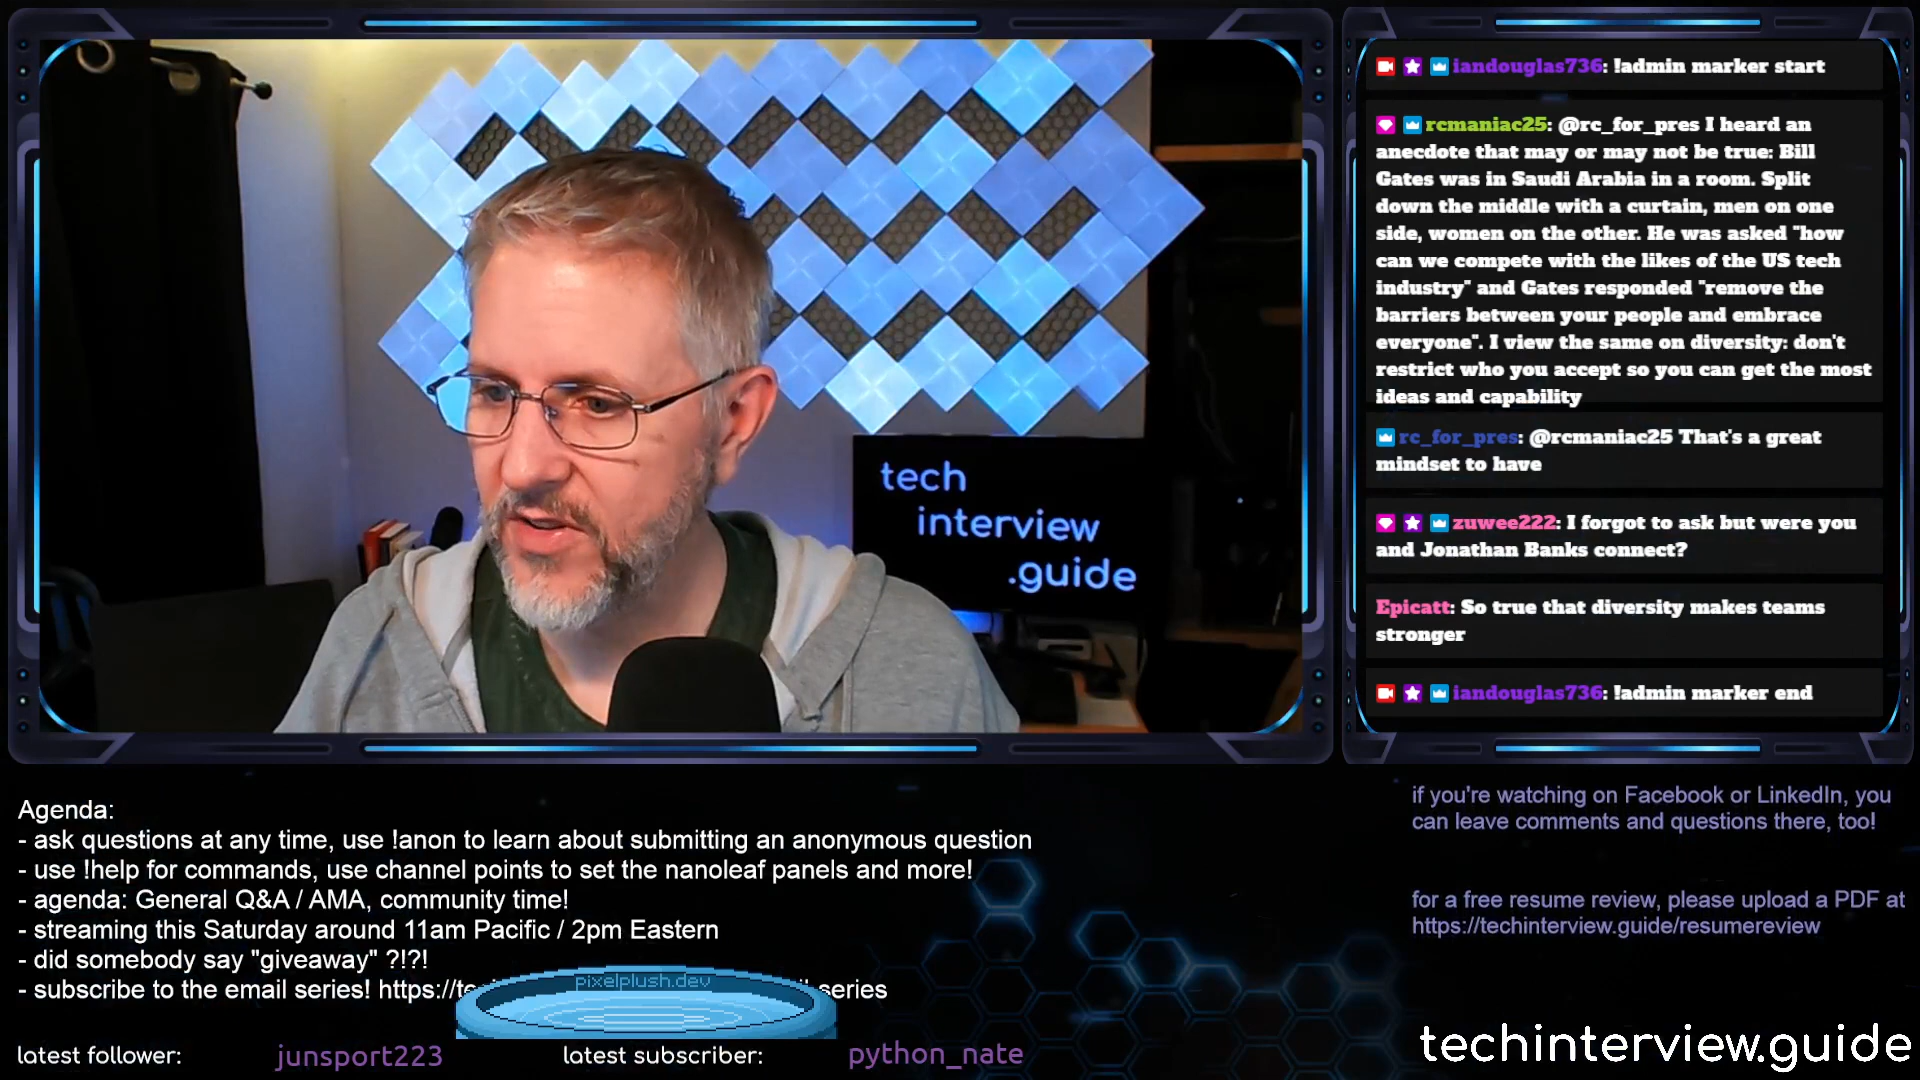 tech
interview
.guide
iandouglas736: !admin marker start
rcmaniac25: @rc_for_pres I heard an
anecdote that may or may not be true: Bill
Gates was in Saudi Arabia in a room. Split
down the middle with a curtain, men on one
side, women on the other. He was asked "how
can we compete with the likes of the US tech
industry" and Gates responded "remove the
barriers between your people and embrace
everyone". I view the same on diversity: don't
restrict who you accept so you can get the most
ideas and capability
rc_for_pres: @rcmaniac25 That's a great
mindset to have
zuwee222: I forgot to ask but were you
and Jonathan Banks connect?
Epicatt: So true that diversity makes teams
stronger
iandouglas736: !admin marker end
Agenda:
- ask questions at any time, use !anon to learn about submitting an anonymous question
- use !help for commands, use channel points to set the nanoleaf panels and more!
- agenda: General Q&A / AMA, community time!
- streaming this Saturday around 11am Pacific / 2pm Eastern
- did somebody say "giveaway" ?!?!
- subscribe to the email series! https://te
series
pixelplush.dev
latest follower: junsport223
latest subscriber: python_nate
if you're watching on Facebook or LinkedIn, you
can leave comments and questions there, too!
for a free resume review, please upload a PDF at
https://techinterview.guide/resumereview
techinterview.guide